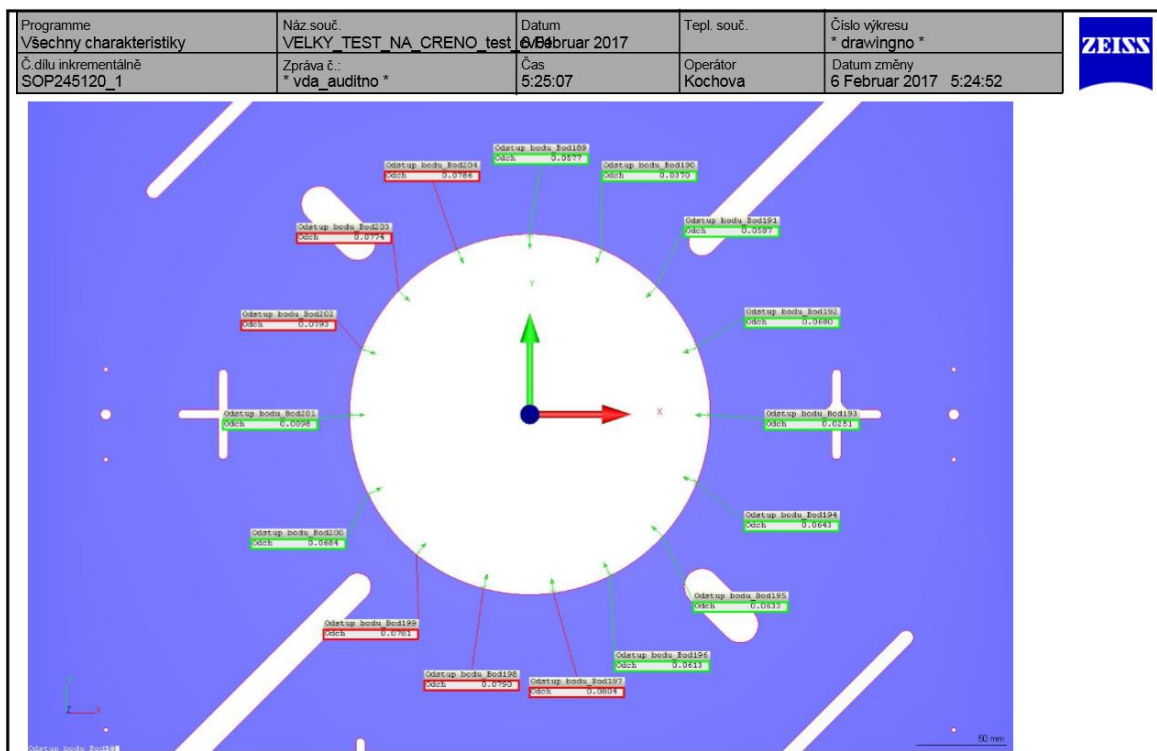 Programme
Všechny charakteristiky
Náz.souč.
VELKY_TEST_NA_CRENO_test
Datum
6 Februar 2017
Tepl. souč.
Číslo výkresu
* drawingno *
ZEISS
Č.dílu inkrementálně
SOP245120_1
Zpráva č.:
* vda_auditno *
Čas
5:25:07
Operátor
Kochova
Datum změny
6 Februar 2017 5:24:52
Odstup bodu_Bod189
Odch 0.0577
Odstup bodu_Bod204
Odch 0.0786
Odstup bodu_Bod190
Odch 0.0370
Odstup bodu_Bod191
Odch 0.0587
Odstup bodu_Bod203
Odch 0.0774
Y
Odstup bodu_Bod202
Odch 0.0793
Odstup bodu_Bod192
Odch 0.0680
X
Odstup bodu_Bod201
Odch 0.0098
Odstup bodu_Bod193
Odch 0.0251
Odstup bodu_Bod194
Odch 0.0643
Odstup bodu_Bod200
Odch 0.0684
Odstup bodu_Bod195
Odch 0.0633
Odstup bodu_Bod199
Odch 0.0761
Odstup bodu_Bod196
Odch 0.0613
Odstup bodu_Bod198
Odch 0.0790
Odstup bodu_Bod197
Odch 0.0804
Z X
50 mm